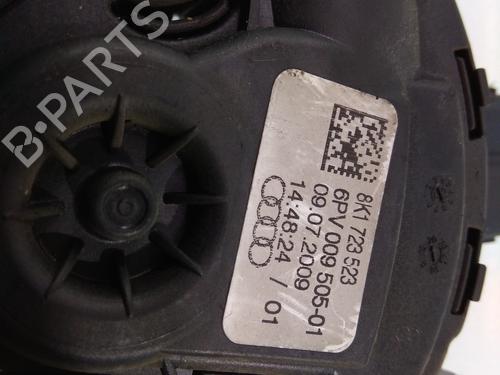 B-PARTS
8K1 723 523
6PV 009 505-01
09.07.2009
14:48:24 / 01